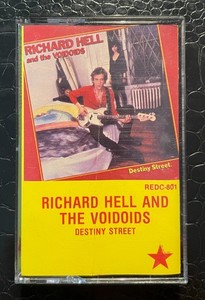 RICHARD HELL
and the VOIDOIDS
Destiny Street.
REDC-801
RICHARD HELL AND
THE VOIDOIDS
DESTINY STREET